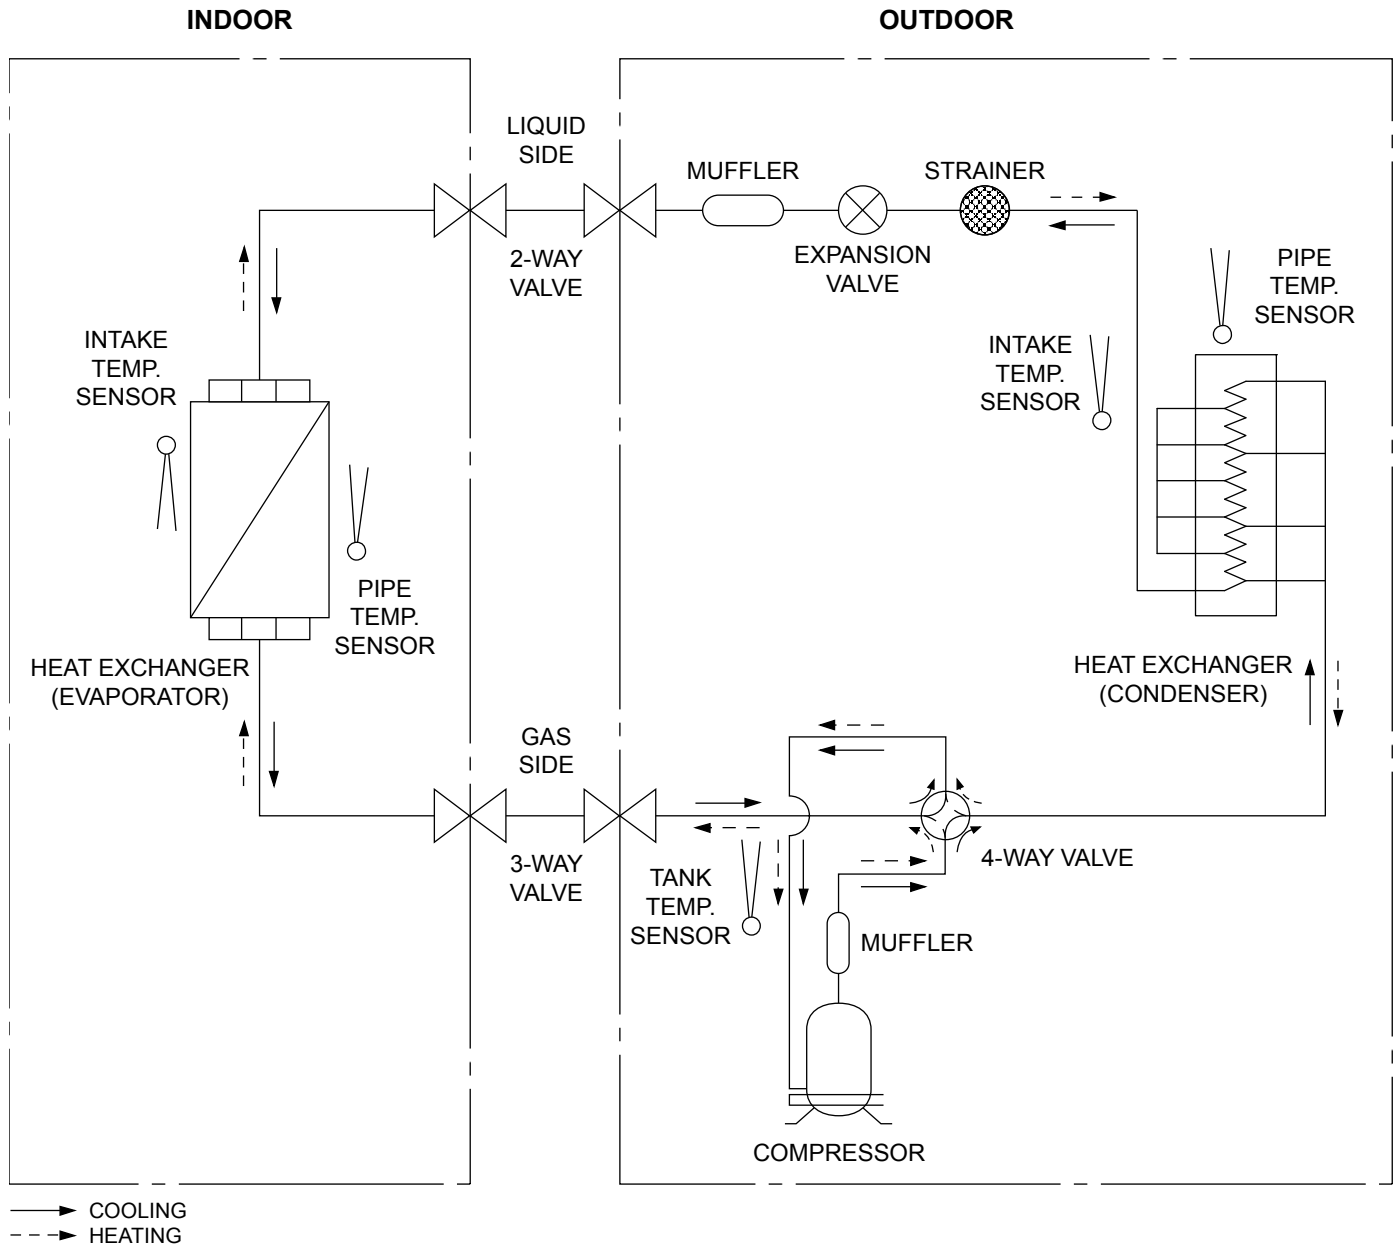 INDOOR
OUTDOOR
LIQUID
SIDE
MUFFLER
STRAINER
2-WAY
VALVE
EXPANSION
VALVE
PIPE
TEMP.
SENSOR
INTAKE
TEMP.
SENSOR
INTAKE
TEMP.
SENSOR
PIPE
TEMP.
SENSOR
HEAT EXCHANGER
(EVAPORATOR)
HEAT EXCHANGER
(CONDENSER)
GAS
SIDE
3-WAY
VALVE
TANK
TEMP.
SENSOR
4-WAY VALVE
MUFFLER
COMPRESSOR
COOLING
HEATING